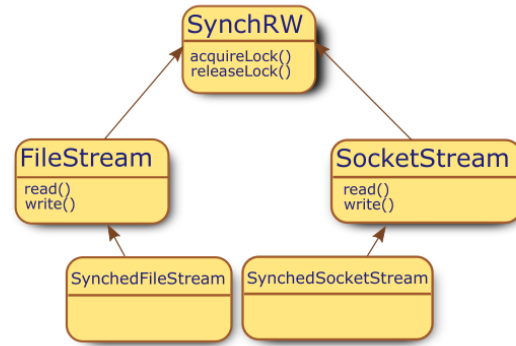 SynchRW
acquireLock()
releaseLock()
FileStream
read()
write()
SocketStream
read()
write()
SynchedFileStream
SynchedSocketStream